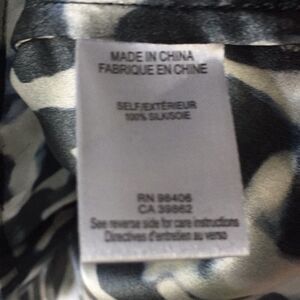 MADE IN CHINA
FABRIQUE EN CHINE
SELF/EXTÉRIEUR
100% SILK/SOIE
RN 98406
CA 39862
See reverse side for care instructions
Directives d'entretien au verso